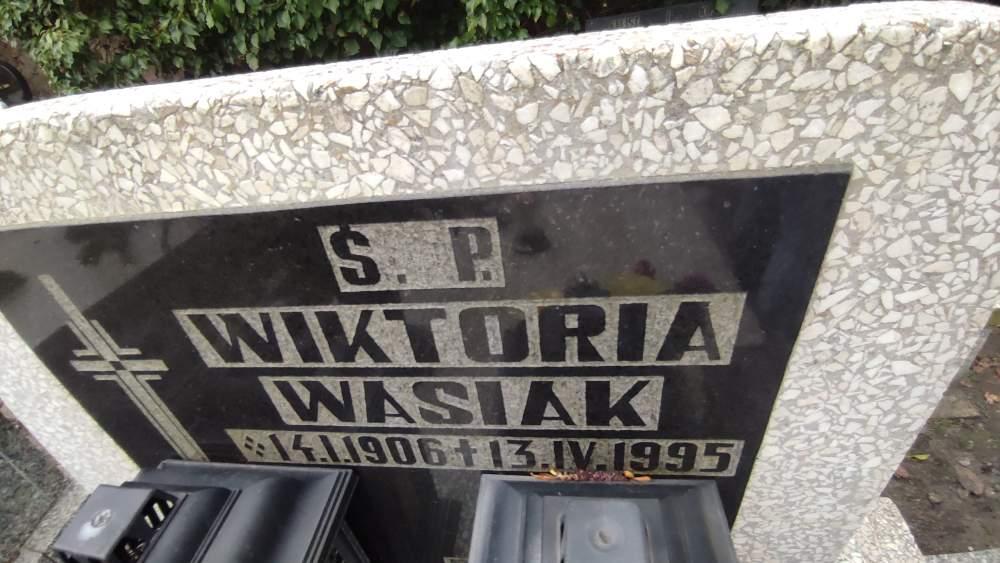 Ś. P.
WIKTORIA
WASIAK
14.I.1906 † 13.IV.1995